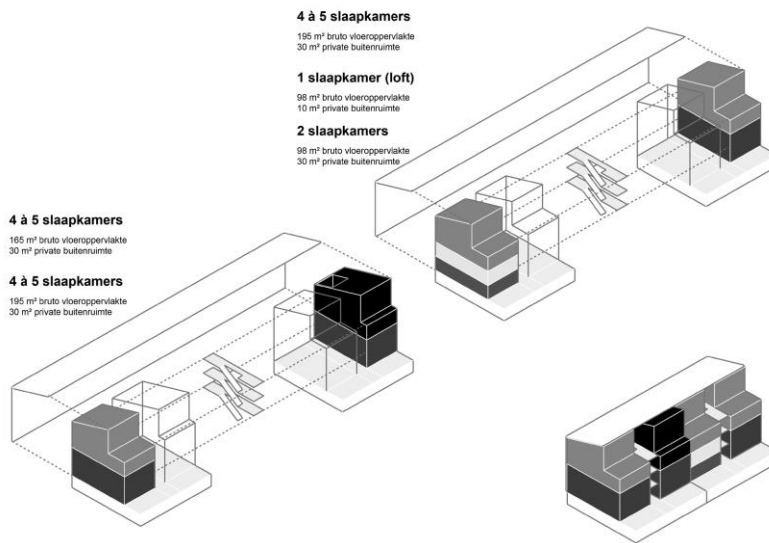 4 à 5 slaapkamers
195 m² bruto vloeroppervlakte
30 m² private buitenruimte
1 slaapkamer (loft)
98 m² bruto vloeroppervlakte
10 m² private buitenruimte
2 slaapkamers
98 m² bruto vloeroppervlakte
30 m² private buitenruimte
4 à 5 slaapkamers
165 m² bruto vloeroppervlakte
30 m² private buitenruimte
4 à 5 slaapkamers
195 m² bruto vloeroppervlakte
30 m² private buitenruimte